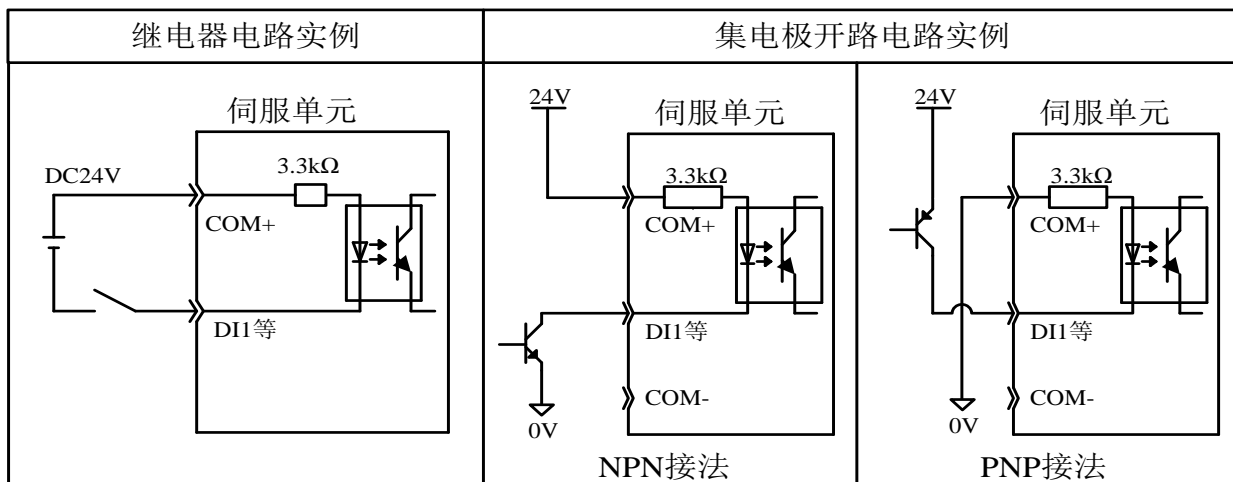 继电器电路实例
集电极开路电路实例
伺服单元
DC24V
3.3kΩ
COM+
DI1等
24V
伺服单元
3.3kΩ
COM+
DI1等
COM-
0V
NPN接法
24V
伺服单元
3.3kΩ
COM+
DI1等
COM-
0V
PNP接法